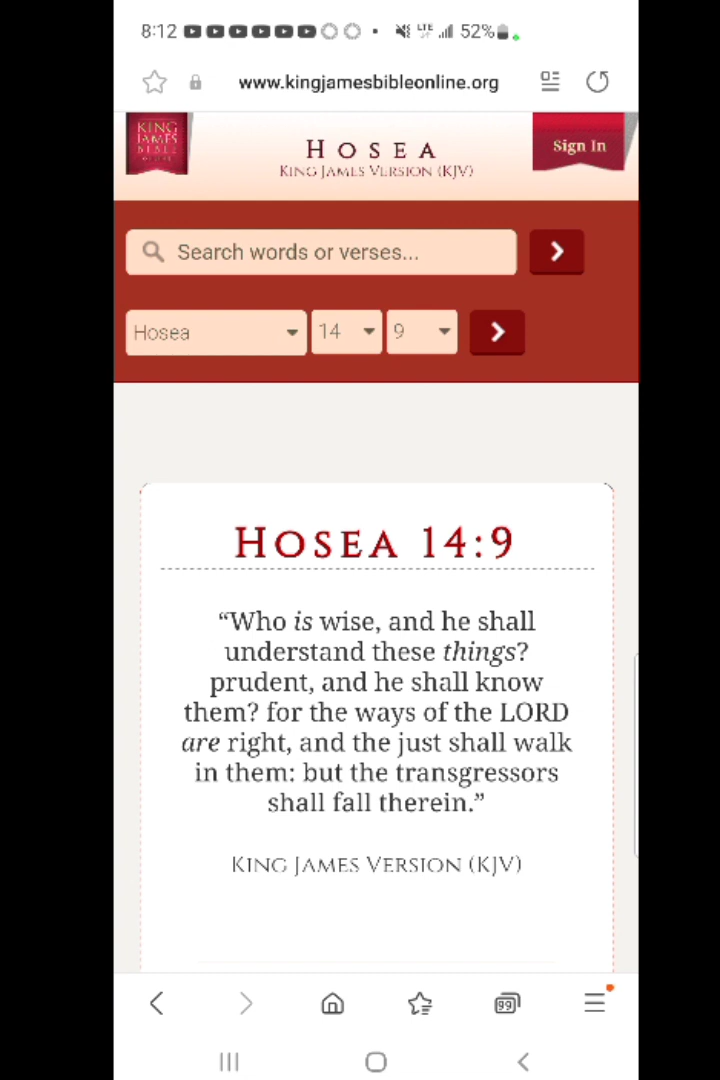 8:12 LTE 52%
www.kingjamesbibleonline.org
KING
JAMES
BIBLE
HOSEA
KING JAMES VERSION (KJV)
Sign In
Search words or verses...
Hosea 14 9
HOSEA 14:9
“Who is wise, and he shall
understand these things?
prudent, and he shall know
them? for the ways of the LORD
are right, and the just shall walk
in them: but the transgressors
shall fall therein.”
KING JAMES VERSION (KJV)
99